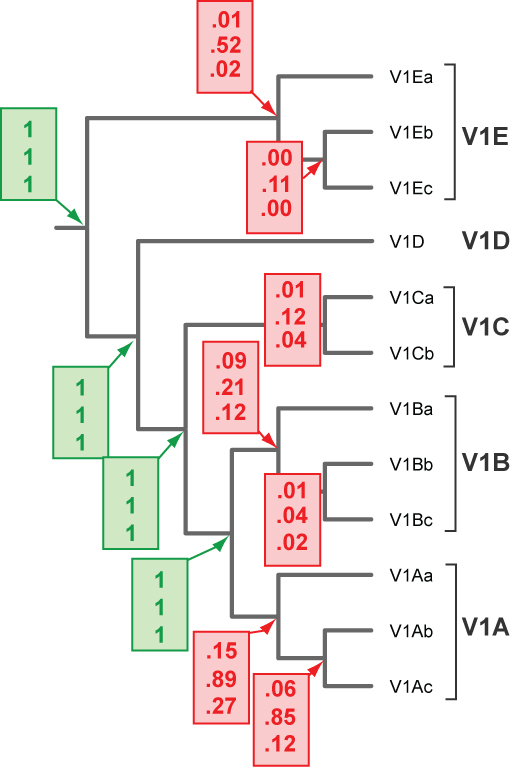 .01
.52
.02
V1Ea
1
1
1
V1Eb
V1E
.00
.11
.00
V1Ec
V1D
V1D
.01
.12
.04
V1Ca
V1C
V1Cb
.09
.21
.12
1
1
1
V1Ba
1
1
1
V1Bb
V1B
.01
.04
.02
V1Bc
1
1
1
V1Aa
V1A
V1Ab
.15
.89
.27
.06
.85
.12
V1Ac